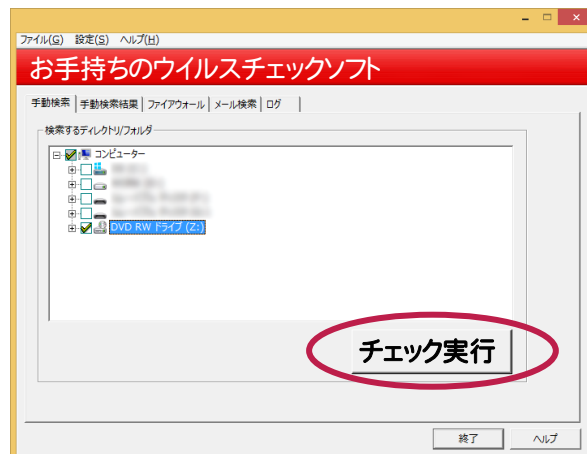 ファイル(G) 設定(S) ヘルプ(H)
お手持ちのウイルスチェックソフト
手動検索 手動検索結果 ファイアウォール メール検索 ログ
検索するディレクトリ/フォルダ
コンピューター
DVD RW ドライブ (Z:)
チェック実行
終了 ヘルプ